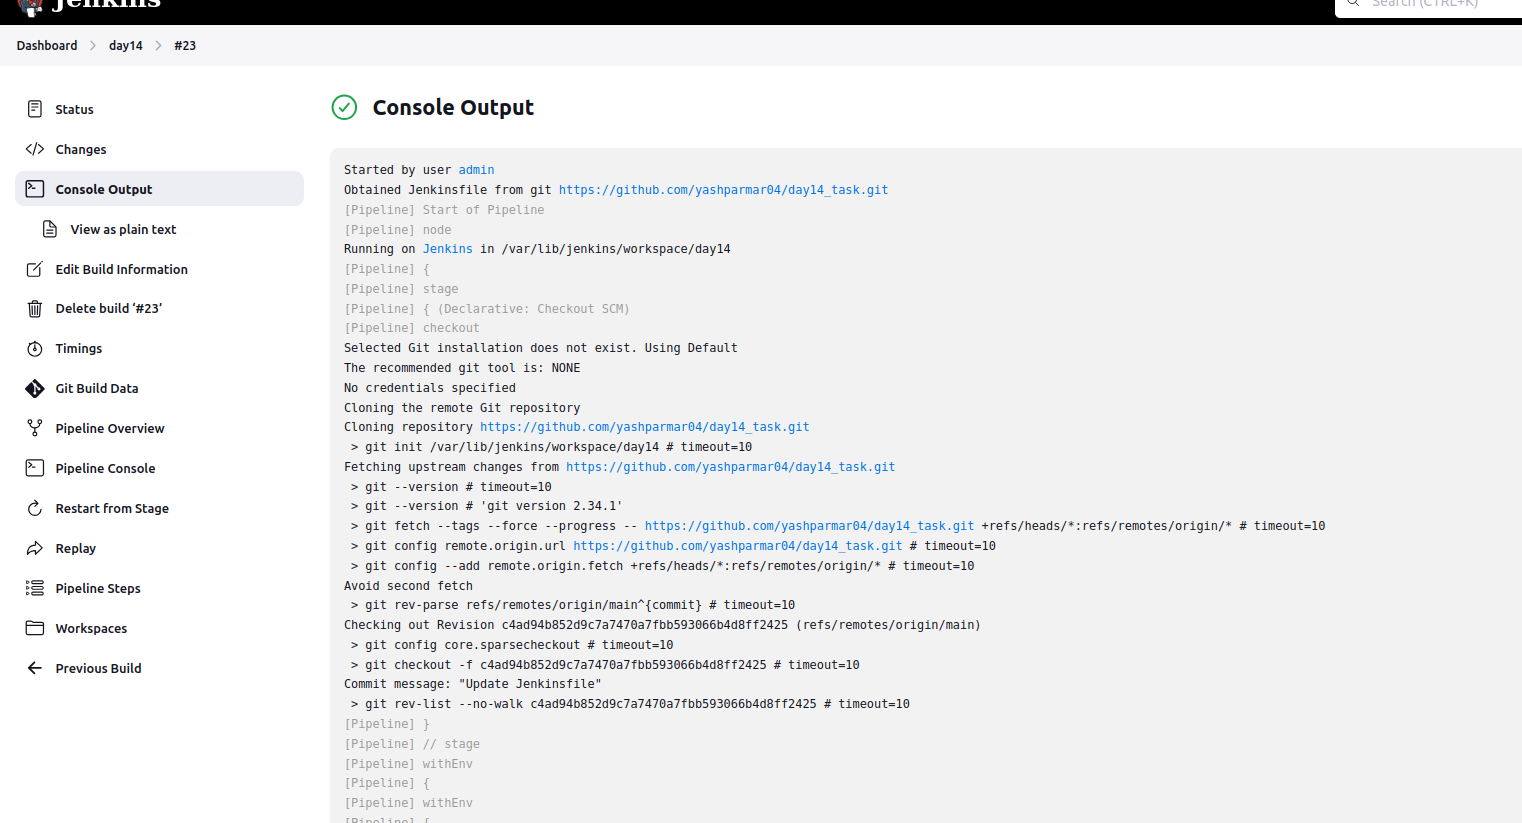 Jenkins
Search (CTRL+K)
Dashboard > day14 > #23
Status
Changes
Console Output
View as plain text
Edit Build Information
Delete build ‘#23’
Timings
Git Build Data
Pipeline Overview
Pipeline Console
Restart from Stage
Replay
Pipeline Steps
Workspaces
Previous Build
Console Output
Started by user admin
Obtained Jenkinsfile from git https://github.com/yashparmar04/day14_task.git
[Pipeline] Start of Pipeline
[Pipeline] node
Running on Jenkins in /var/lib/jenkins/workspace/day14
[Pipeline] {
[Pipeline] stage
[Pipeline] { (Declarative: Checkout SCM)
[Pipeline] checkout
Selected Git installation does not exist. Using Default
The recommended git tool is: NONE
No credentials specified
Cloning the remote Git repository
Cloning repository https://github.com/yashparmar04/day14_task.git
 > git init /var/lib/jenkins/workspace/day14 # timeout=10
Fetching upstream changes from https://github.com/yashparmar04/day14_task.git
 > git --version # timeout=10
 > git --version # 'git version 2.34.1'
 > git fetch --tags --force --progress -- https://github.com/yashparmar04/day14_task.git +refs/heads/*:refs/remotes/origin/* # timeout=10
 > git config remote.origin.url https://github.com/yashparmar04/day14_task.git # timeout=10
 > git config --add remote.origin.fetch +refs/heads/*:refs/remotes/origin/* # timeout=10
Avoid second fetch
 > git rev-parse refs/remotes/origin/main^{commit} # timeout=10
Checking out Revision c4ad94b852d9c7a7470a7fbb593066b4d8ff2425 (refs/remotes/origin/main)
 > git config core.sparsecheckout # timeout=10
 > git checkout -f c4ad94b852d9c7a7470a7fbb593066b4d8ff2425 # timeout=10
Commit message: "Update Jenkinsfile"
 > git rev-list --no-walk c4ad94b852d9c7a7470a7fbb593066b4d8ff2425 # timeout=10
[Pipeline] }
[Pipeline] // stage
[Pipeline] withEnv
[Pipeline] {
[Pipeline] withEnv
[Pipeline] {